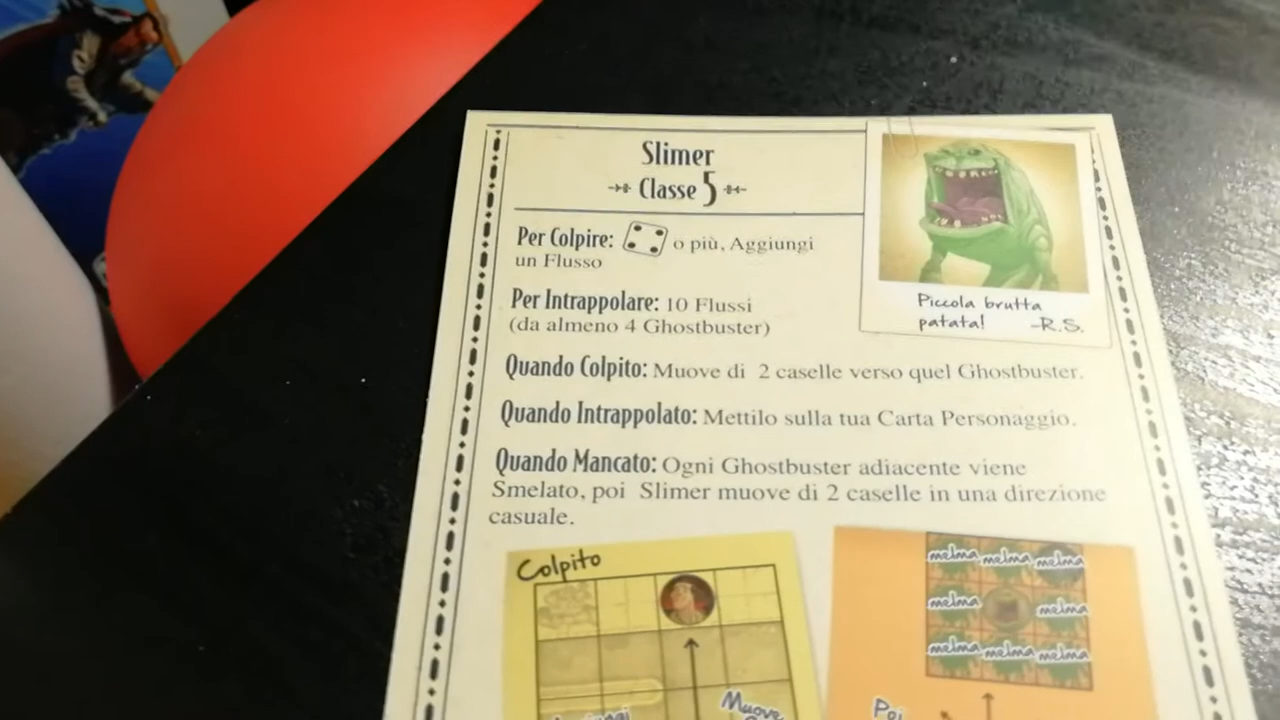 Slimer
Classe 5
Per Colpire: o più, Aggiungi
un Flusso
Per Intrappolare: 10 Flussi
(da almeno 4 Ghostbuster)
Piccola brutta
patata! -R.S.
Quando Colpito: Muove di 2 caselle verso quel Ghostbuster.
Quando Intrappolato: Mettilo sulla tua Carta Personaggio.
Quando Mancato: Ogni Ghostbuster adiacente viene
Smelato, poi Slimer muove di 2 caselle in una direzione
casuale.
Colpito
melma melma melma
melma melma
melma melma melma
Muove
Poi